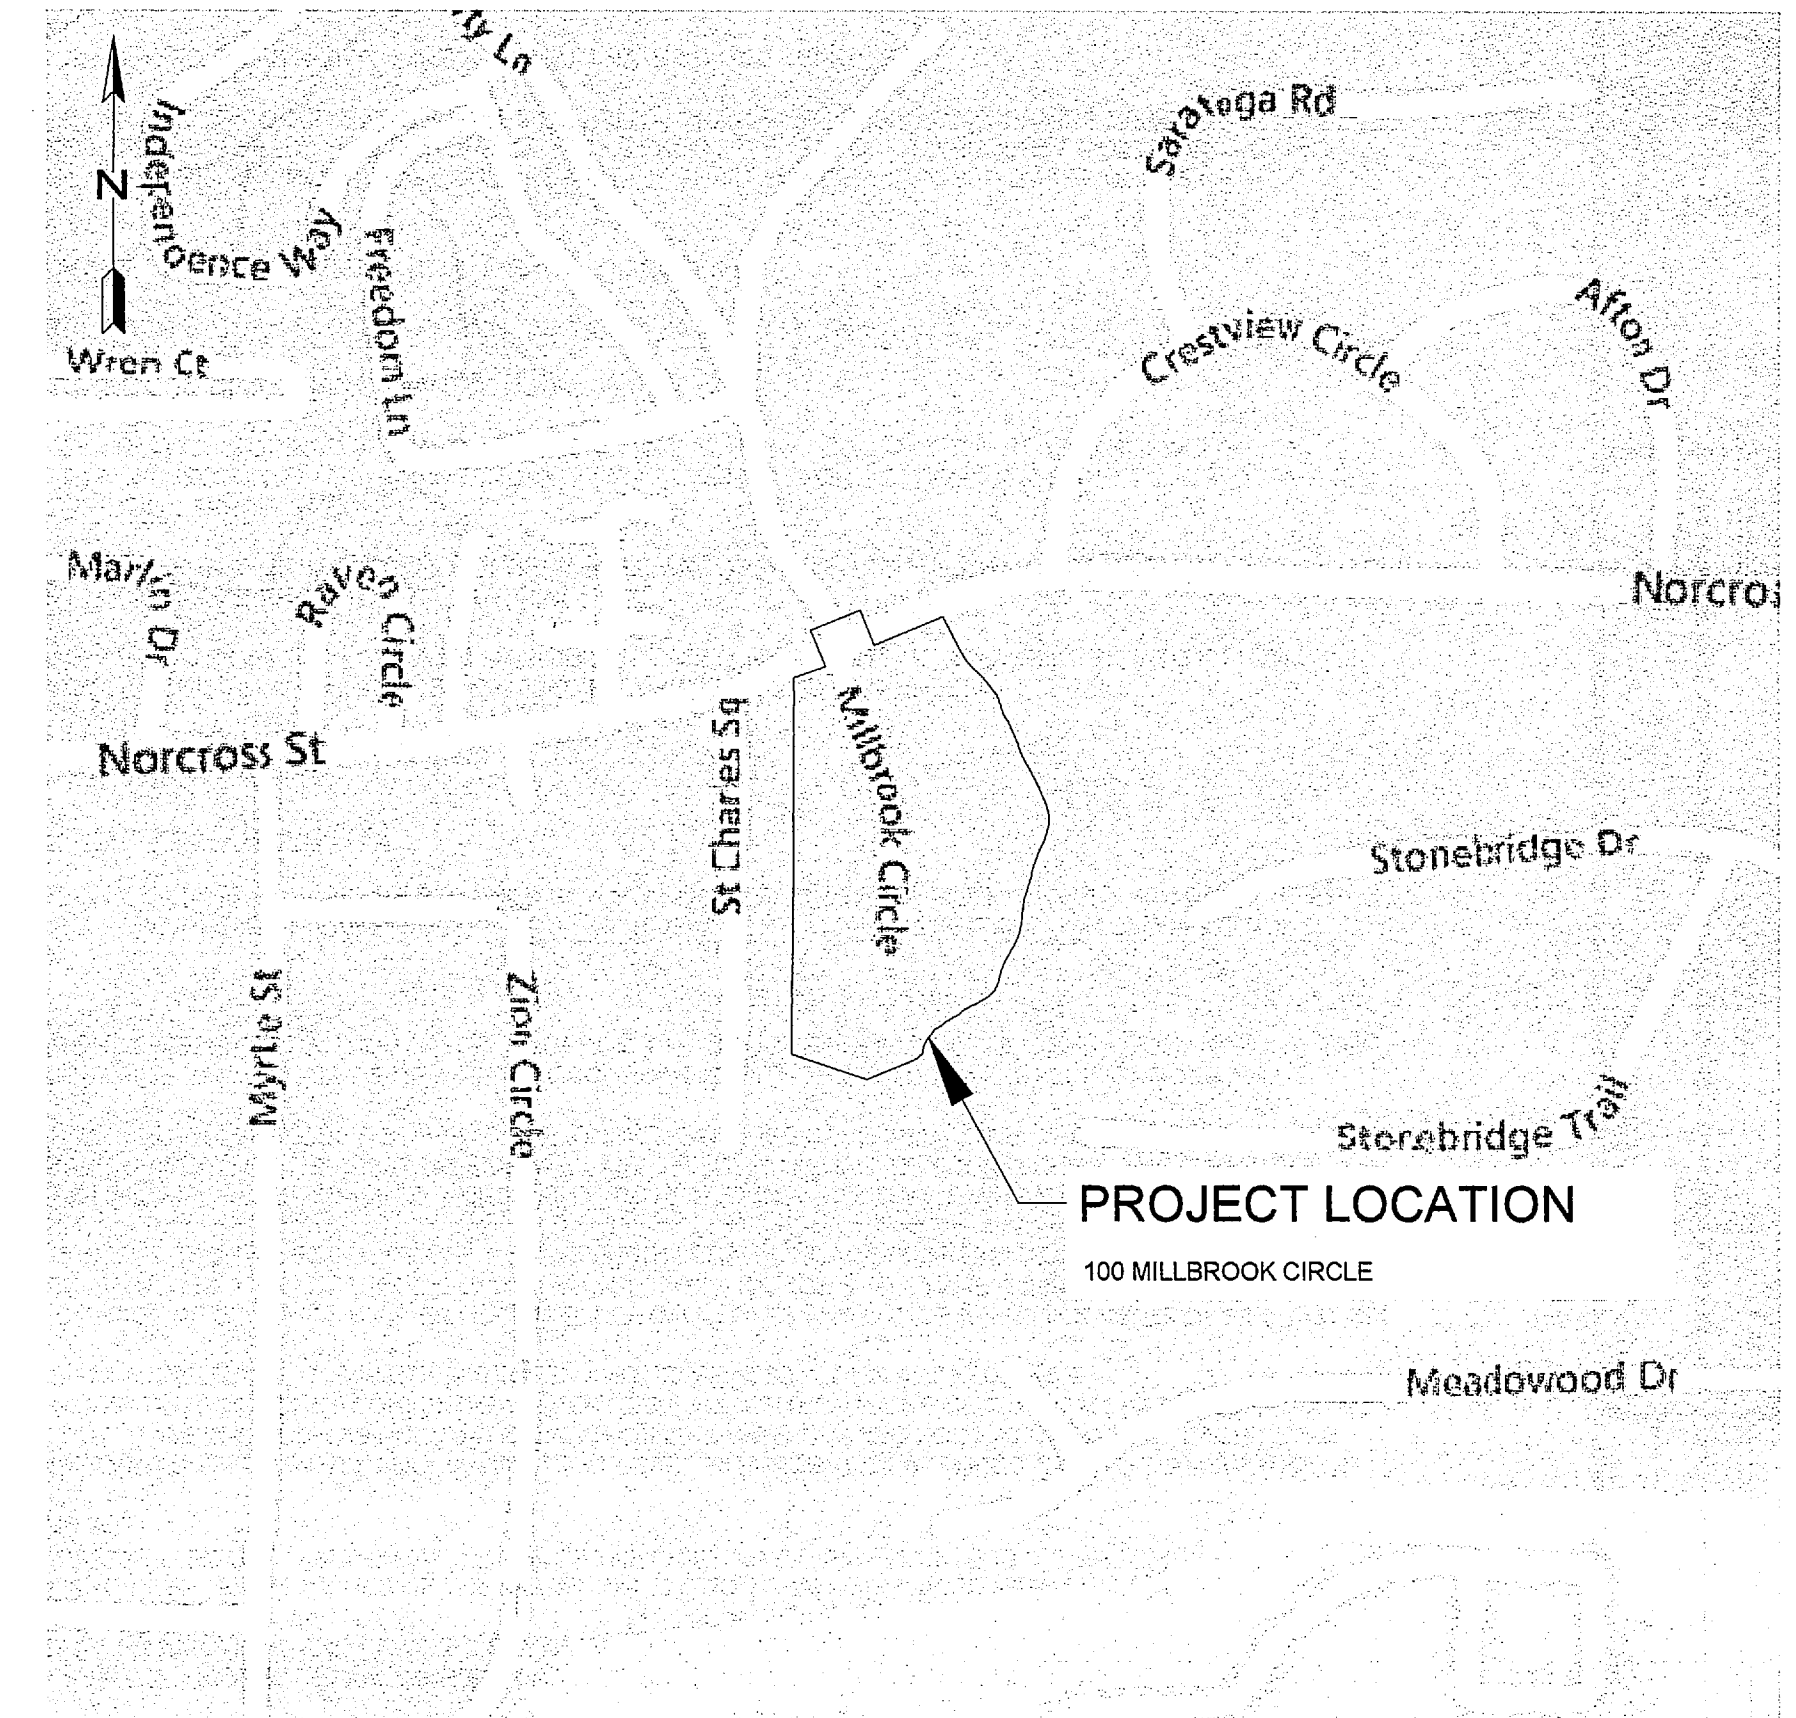 Saratoga Rd
N
Independence Way
Freedom Ln
Afton Dr
Crestview Circle
Wren Ct
Raven Circle
Norcross St
St Charles Sq
Millbrook Circle
Stonebridge Dr
Myrtle St
Circle
Stonebridge Trail
PROJECT LOCATION
100 MILLBROOK CIRCLE
Meadowood Dr